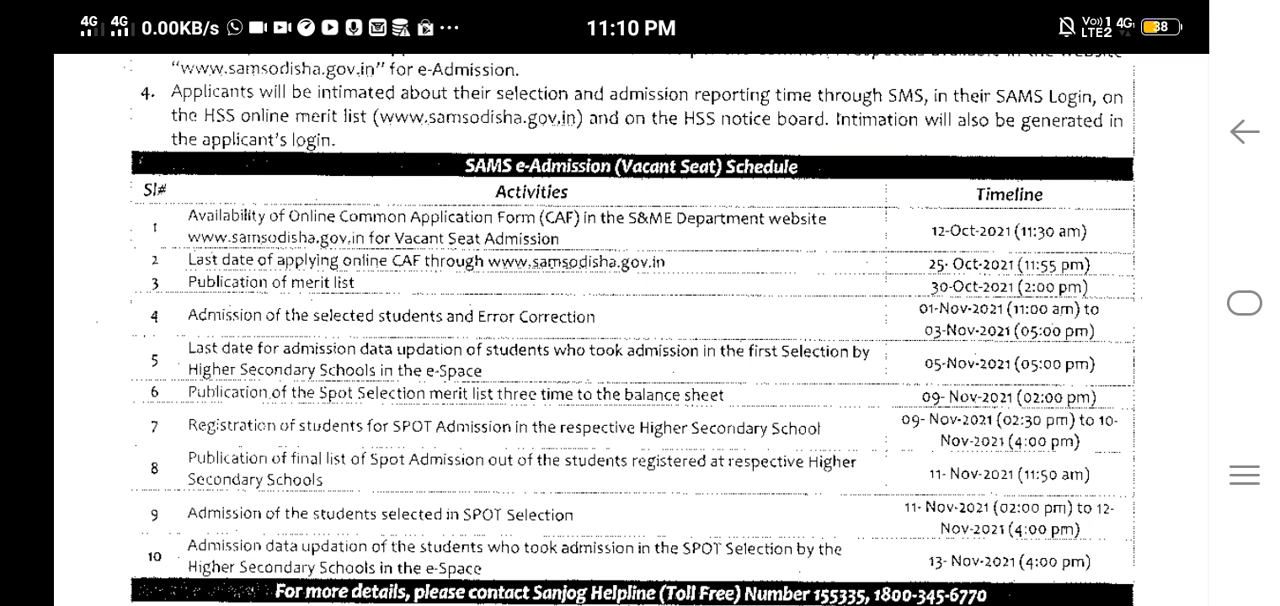 4G 4G 0.00KB/s 11:10 PM Vo)) 1 4G LTE2 38
"www.samsodisha.gov.in" for e-Admission.
4. Applicants will be intimated about their selection and admission reporting time through SMS, in their SAMS Login, on
the HSS online merit list (www.samsodisha.gov.in) and on the HSS notice board. Intimation will also be generated in
the applicant's login.
SAMS e-Admission (Vacant Seat) Schedule
Sl# Activities Timeline
1 Availability of Online Common Application Form (CAF) in the S&ME Department website
www.samsodisha.gov.in for Vacant Seat Admission 12-Oct-2021 (11:30 am)
2 Last date of applying online CAF through www.samsodisha.gov.in 25- Oct-2021 (11:55 pm)
3 Publication of merit list 30-Oct-2021 (2:00 pm)
4 Admission of the selected students and Error Correction 01-Nov-2021 (11:00 am) to
03-Nov-2021 (05:00 pm)
5 Last date for admission data updation of students who took admission in the first Selection by
Higher Secondary Schools in the e-Space 05-Nov-2021 (05:00 pm)
6 Publication of the Spot Selection merit list three time to the balance sheet 09- Nov-2021 (02:00 pm)
7 Registration of students for SPOT Admission in the respective Higher Secondary School 09- Nov-2021 (02:30 pm) to 10-
Nov-2021 (4:00 pm)
8 Publication of final list of Spot Admission out of the students registered at respective Higher
Secondary Schools 11- Nov-2021 (11:50 am)
9 Admission of the students selected in SPOT Selection 11- Nov-2021 (02:00 pm) to 12-
Nov-2021 (4:00 pm)
10 Admission data updation of the students who took admission in the SPOT Selection by the
Higher Secondary Schools in the e-Space 13- Nov-2021 (4:00 pm)
For more details, please contact Sanjog Helpline (Toll Free) Number 155335, 1800-345-6770